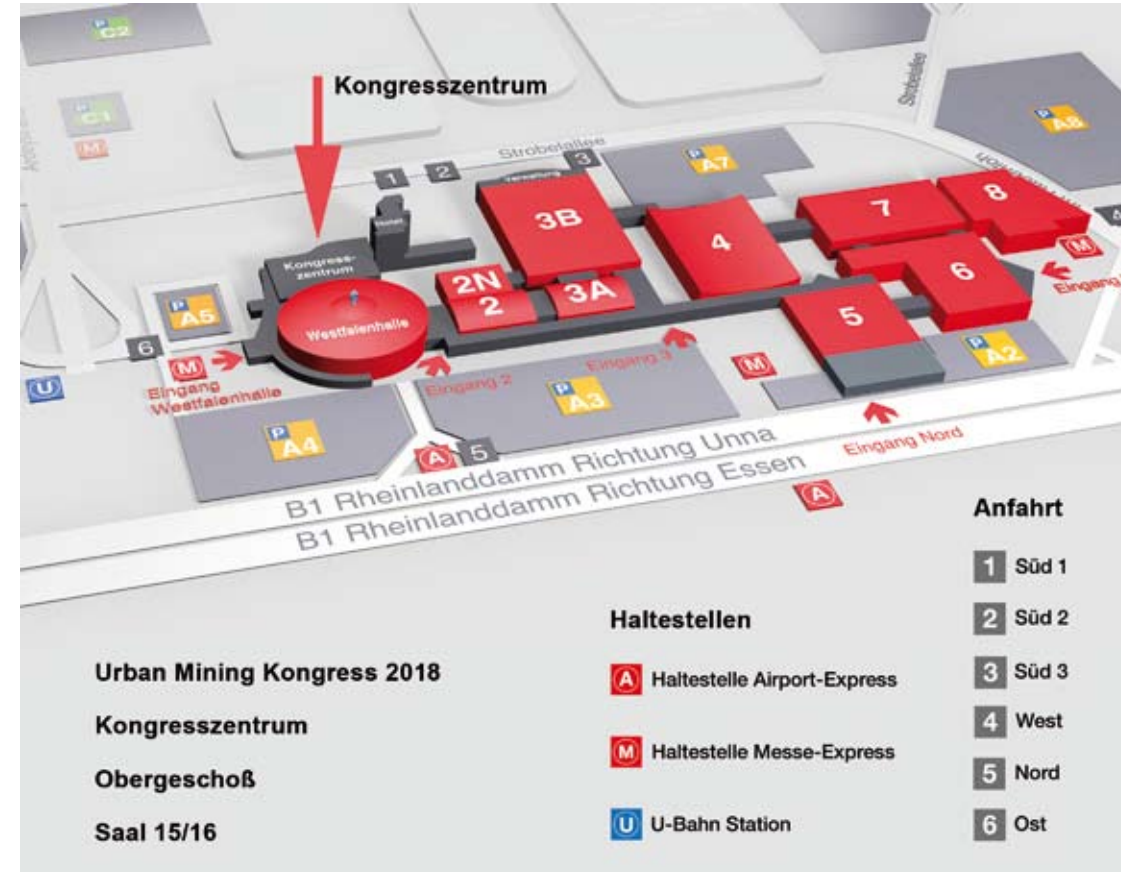 P
C2
P
C1
M
Kongresszentrum
Strobelallee
Strobelallee
P
A8
1
2
3
Verwaltung
P
A7
Hotel
3B
4
7
8
4
M
Eingang
Kongress-
zentrum
2N
2
3A
6
5
P
A5
Westfalenhalle
6
M
U
Eingang
Westfalenhalle
Eingang 2
Eingang 3
M
P
A2
P
A3
P
A4
A
5
Eingang Nord
B1 Rheinlanddamm Richtung Unna
B1 Rheinlanddamm Richtung Essen
A
Urban Mining Kongress 2018
Kongresszentrum
Obergeschoß
Saal 15/16
Haltestellen
A Haltestelle Airport-Express
M Haltestelle Messe-Express
U U-Bahn Station
Anfahrt
1 Süd 1
2 Süd 2
3 Süd 3
4 West
5 Nord
6 Ost